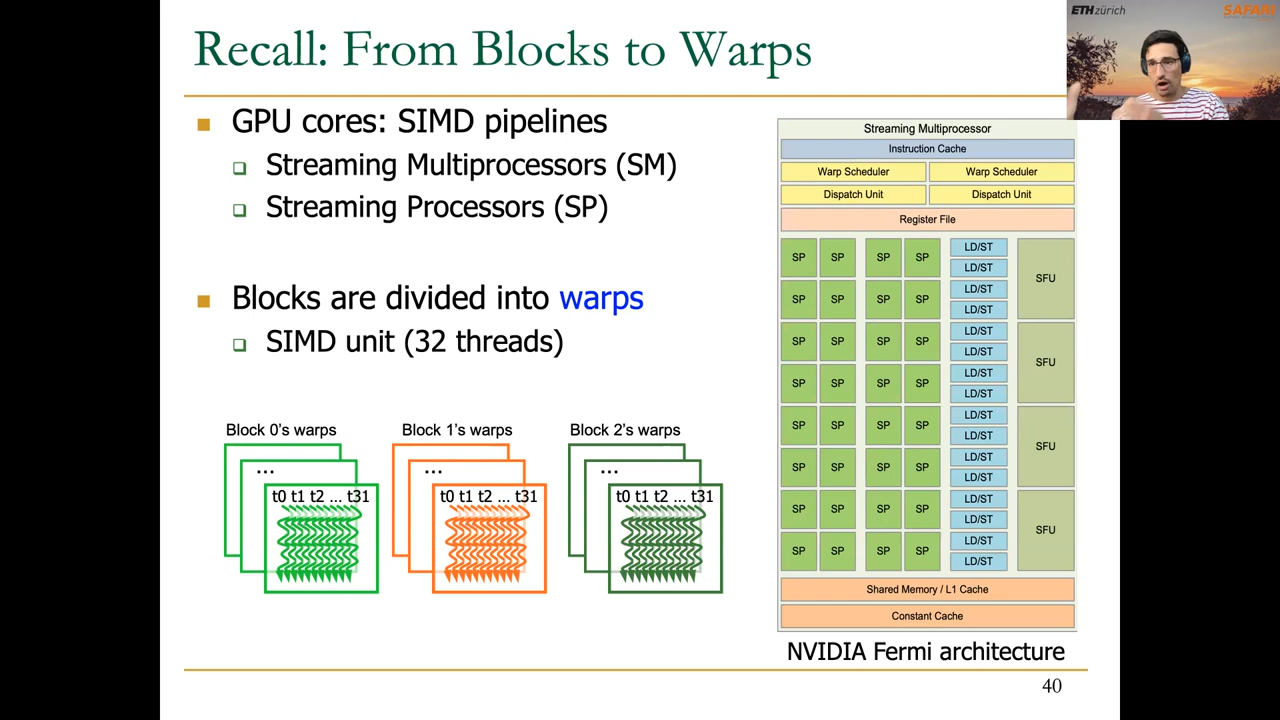 Recall: From Blocks to Warps
ETHzürich
SAFARI
GPU cores: SIMD pipelines
Streaming Multiprocessors (SM)
Streaming Processors (SP)
Blocks are divided into warps
SIMD unit (32 threads)
Block 0's warps
Block 1's warps
Block 2's warps
...
...
...
t0 t1 t2 ... t31
t0 t1 t2 ... t31
t0 t1 t2 ... t31
Streaming Multiprocessor
Instruction Cache
Warp Scheduler Warp Scheduler
Dispatch Unit Dispatch Unit
Register File
SP SP SP SP LD/ST
LD/ST
SFU
SP SP SP SP LD/ST
LD/ST
SP SP SP SP LD/ST
LD/ST
SFU
SP SP SP SP LD/ST
LD/ST
SP SP SP SP LD/ST
LD/ST
SFU
SP SP SP SP LD/ST
LD/ST
SP SP SP SP LD/ST
LD/ST
SFU
SP SP SP SP LD/ST
LD/ST
Shared Memory / L1 Cache
Constant Cache
NVIDIA Fermi architecture
40